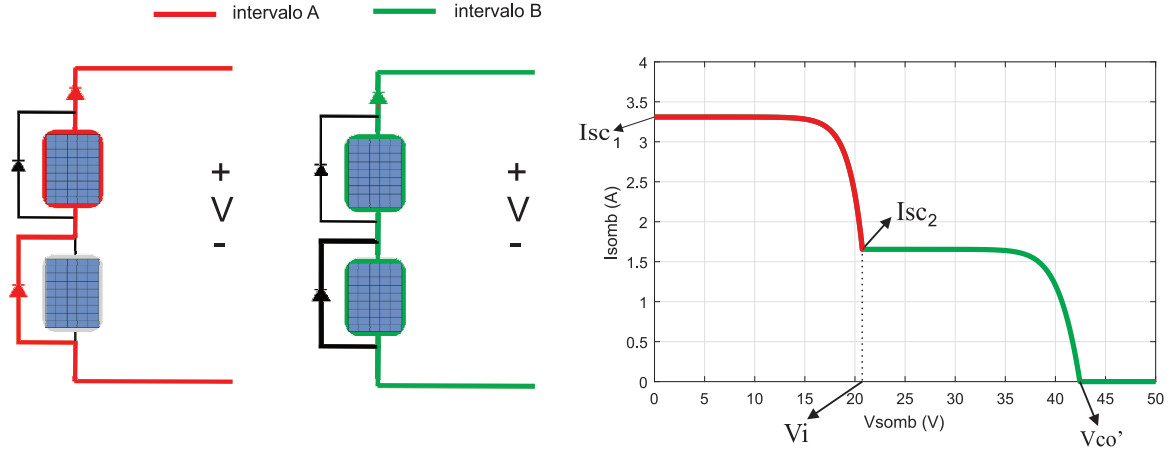 intervalo A
intervalo B
+
V
-
+
V
-
4
3.5
3
2.5
2
1.5
1
0.5
0
Isomb (A)
Isc1
Isc2
0 5 10 15 20 25 30 35 40 45 50
Vsomb (V)
Vi
Vco'